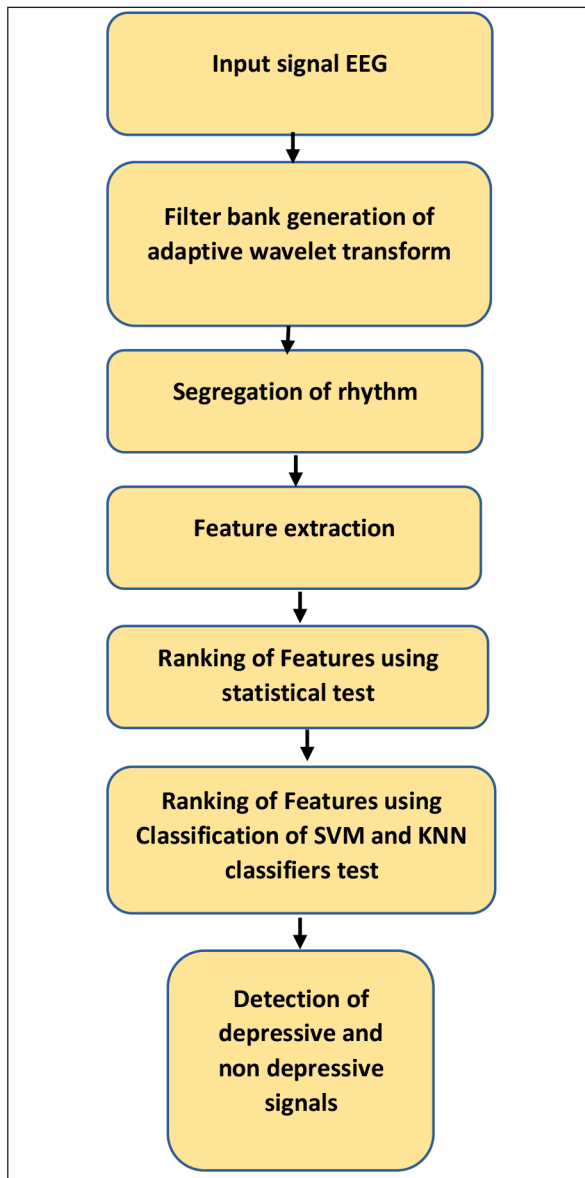 Input signal EEG
Filter bank generation of
adaptive wavelet transform
Segregation of rhythm
Feature extraction
Ranking of Features using
statistical test
Ranking of Features using
Classification of SVM and KNN
classifiers test
Detection of
depressive and
non depressive
signals